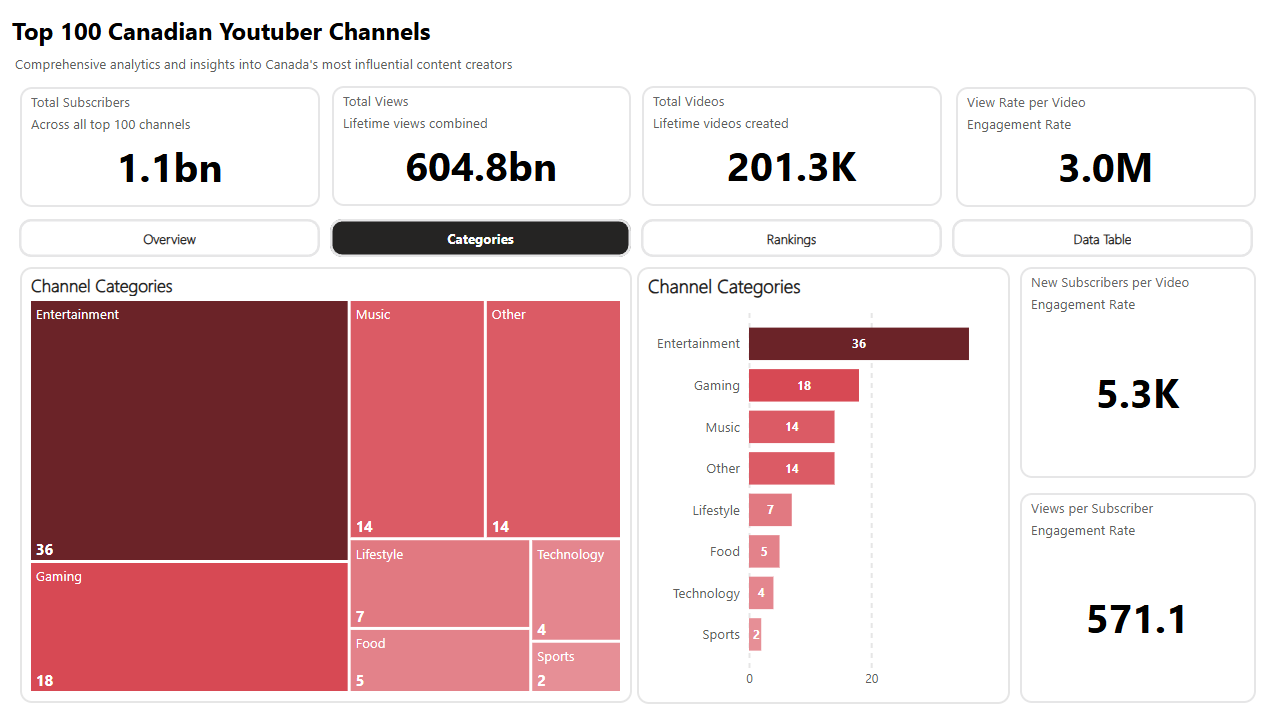 Top 100 Canadian Youtuber Channels
Comprehensive analytics and insights into Canada's most influential content creators
Total Subscribers
Across all top 100 channels
1.1bn
Total Views
Lifetime views combined
604.8bn
Total Videos
Lifetime videos created
201.3K
View Rate per Video
Engagement Rate
3.0M
Overview
Categories
Rankings
Data Table
Channel Categories
Entertainment
36
Gaming
18
Music
14
Other
14
Lifestyle
7
Food
5
Technology
4
Sports
2
Channel Categories
Entertainment 36
Gaming 18
Music 14
Other 14
Lifestyle 7
Food 5
Technology 4
Sports 2
0 20
New Subscribers per Video
Engagement Rate
5.3K
Views per Subscriber
Engagement Rate
571.1